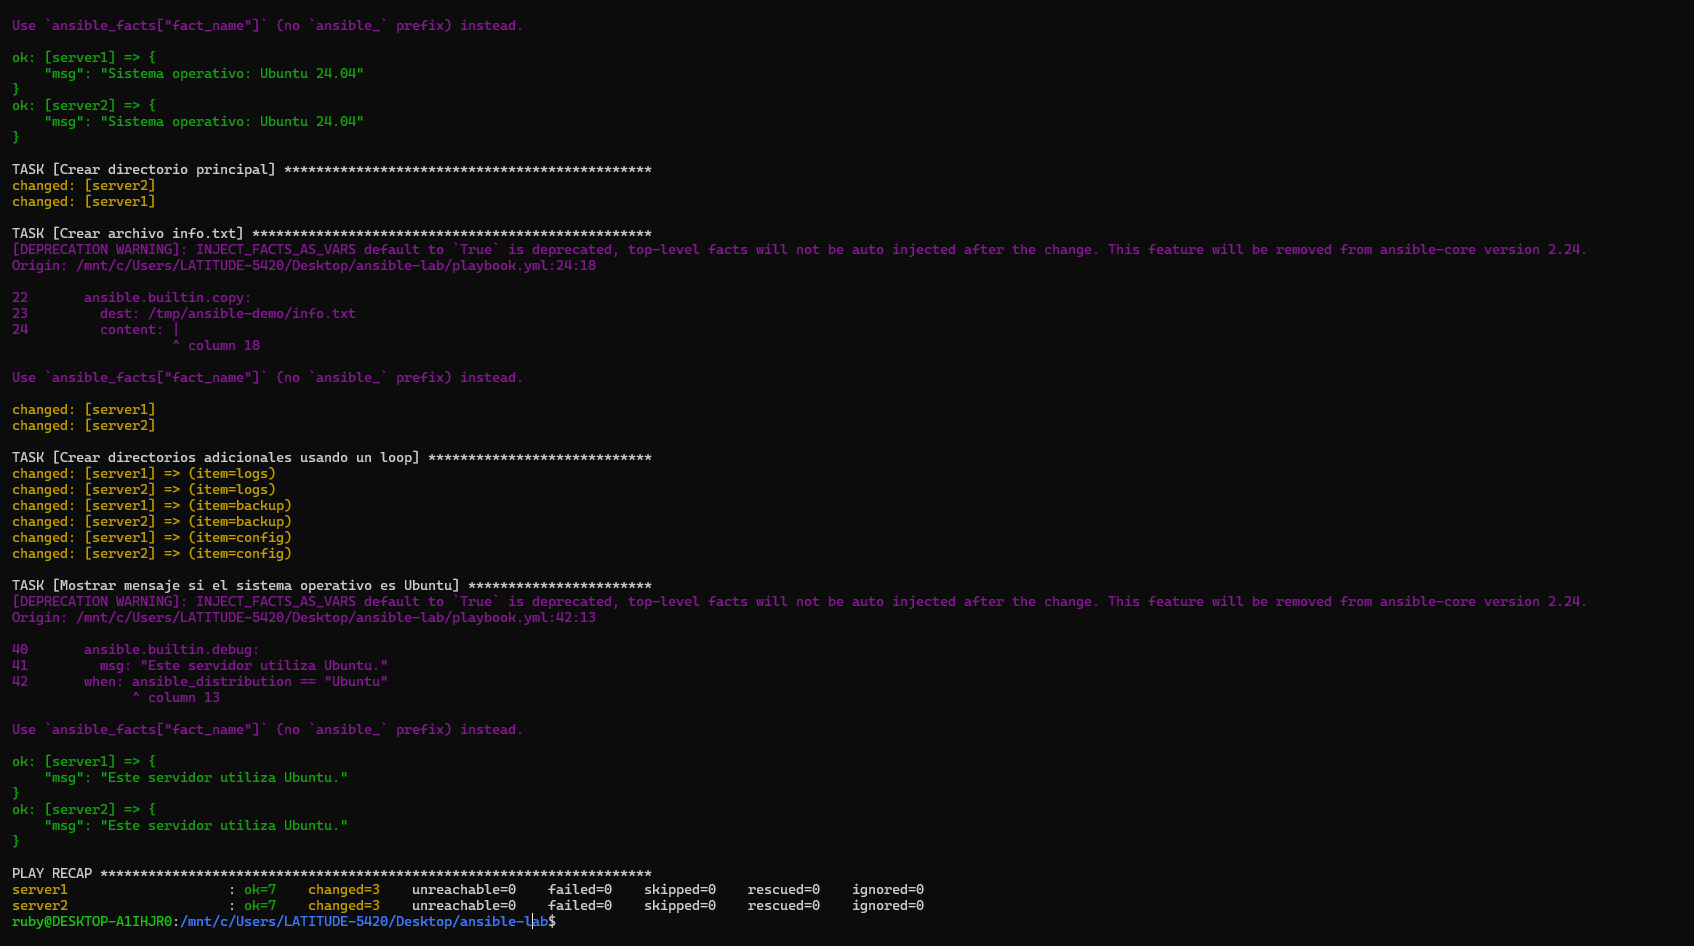 Use `ansible_facts["fact_name"]` (no `ansible_` prefix) instead.
ok: [server1] => {
    "msg": "Sistema operativo: Ubuntu 24.04"
}
ok: [server2] => {
    "msg": "Sistema operativo: Ubuntu 24.04"
}
TASK [Crear directorio principal] **********************************************
changed: [server2]
changed: [server1]
TASK [Crear archivo info.txt] **************************************************
[DEPRECATION WARNING]: INJECT_FACTS_AS_VARS default to `True` is deprecated, top-level facts will not be auto injected after the change. This feature will be removed from ansible-core version 2.24.
Origin: /mnt/c/Users/LATITUDE-5420/Desktop/ansible-lab/playbook.yml:24:18
22       ansible.builtin.copy:
23         dest: /tmp/ansible-demo/info.txt
24         content: |
                    ^ column 18
Use `ansible_facts["fact_name"]` (no `ansible_` prefix) instead.
changed: [server1]
changed: [server2]
TASK [Crear directorios adicionales usando un loop] ****************************
changed: [server1] => (item=logs)
changed: [server2] => (item=logs)
changed: [server1] => (item=backup)
changed: [server2] => (item=backup)
changed: [server1] => (item=config)
changed: [server2] => (item=config)
TASK [Mostrar mensaje si el sistema operativo es Ubuntu] ***********************
[DEPRECATION WARNING]: INJECT_FACTS_AS_VARS default to `True` is deprecated, top-level facts will not be auto injected after the change. This feature will be removed from ansible-core version 2.24.
Origin: /mnt/c/Users/LATITUDE-5420/Desktop/ansible-lab/playbook.yml:42:13
40       ansible.builtin.debug:
41         msg: "Este servidor utiliza Ubuntu."
42       when: ansible_distribution == "Ubuntu"
               ^ column 13
Use `ansible_facts["fact_name"]` (no `ansible_` prefix) instead.
ok: [server1] => {
    "msg": "Este servidor utiliza Ubuntu."
}
ok: [server2] => {
    "msg": "Este servidor utiliza Ubuntu."
}
PLAY RECAP *********************************************************************
server1                    : ok=7    changed=3    unreachable=0    failed=0    skipped=0    rescued=0    ignored=0
server2                    : ok=7    changed=3    unreachable=0    failed=0    skipped=0    rescued=0    ignored=0
ruby@DESKTOP-A1IHJR0:/mnt/c/Users/LATITUDE-5420/Desktop/ansible-lab$